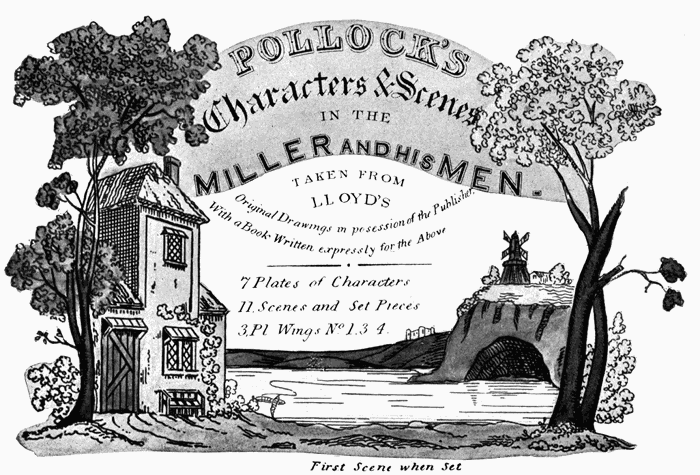 POLLOCK'S
Characters & Scenes
IN THE
MILLER AND HIS MEN.
TAKEN FROM
LLOYD'S
Original Drawings in posession of the Publisher,
With a Book Written expressly for the Above
7 Plates of Characters
11 Scenes and Set Pieces
3, Pl Wings No 1. 3 4.
First Scene when Set